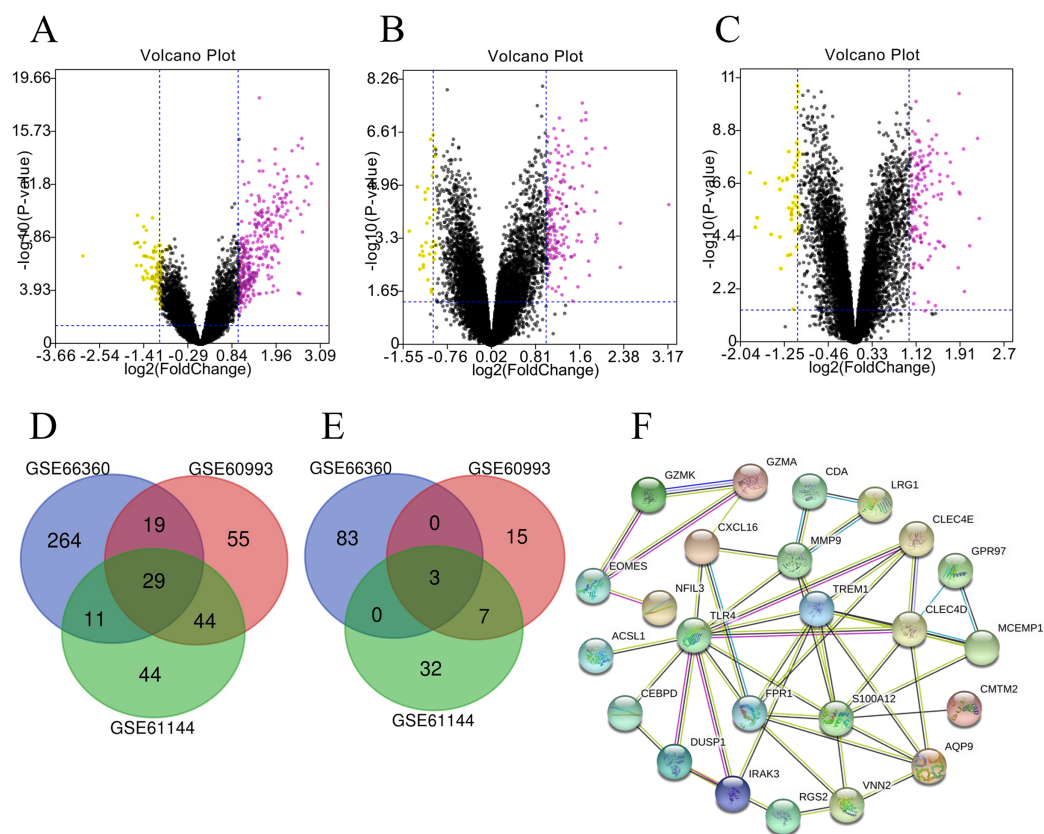 A
B
C
Volcano Plot
19.66
15.73
11.8
7.86
3.93
0
-log10(P-value)
-3.66 -2.54 -1.41 -0.29 0.84 1.96 3.09
log2(FoldChange)
Volcano Plot
8.26
6.61
4.96
3.3
1.65
0
-log10(P-value)
-1.55 -0.76 0.02 0.81 1.6 2.38 3.17
log2(FoldChange)
Volcano Plot
11
8.8
6.6
4.4
2.2
0
-log10(P-value)
-2.04 -1.25 -0.46 0.33 1.12 1.91 2.7
log2(FoldChange)
D
GSE66360
GSE60993
264
19
55
29
11
44
44
GSE61144
E
GSE66360
GSE60993
83
0
15
3
0
7
32
GSE61144
F
GZMK
GZMA
CDA
LRG1
CXCL16
MMP9
CLEC4E
GPR97
EOMES
NFIL3
TREM1
CLEC4D
TLR4
ACSL1
MCEMP1
CEBPD
FPR1
S100A12
CMTM2
DUSP1
AQP9
IRAK3
RGS2
VNN2